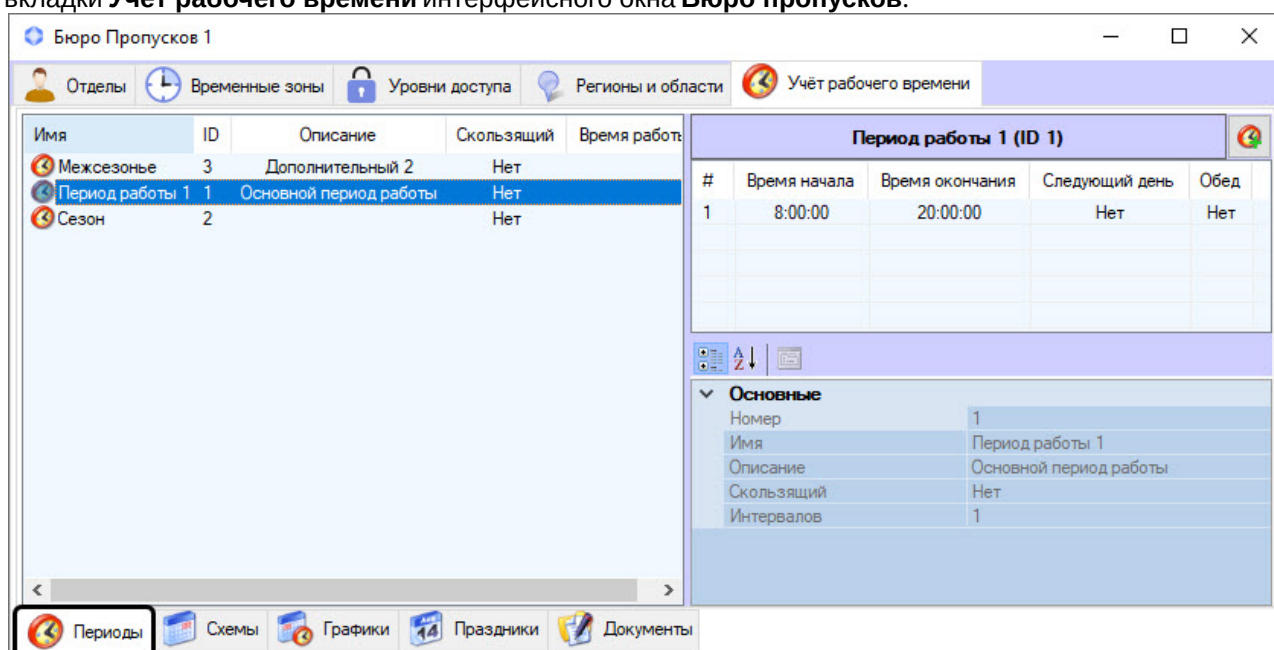 вкладки Учёт рабочего времени интерфейсного окна Бюро пропусков.
Бюро Пропусков 1
Отделы Временные зоны Уровни доступа Регионы и области Учёт рабочего времени
Имя ID Описание Скользящий Время работ
Межсезонье 3 Дополнительный 2 Нет
Период работы 1 1 Основной период работы Нет
Сезон 2 Нет
Период работы 1 (ID 1)
# Время начала Время окончания Следующий день Обед
1 8:00:00 20:00:00 Нет Нет
Основные
Номер 1
Имя Период работы 1
Описание Основной период работы
Скользящий Нет
Интервалов 1
Периоды Схемы Графики Праздники Документы